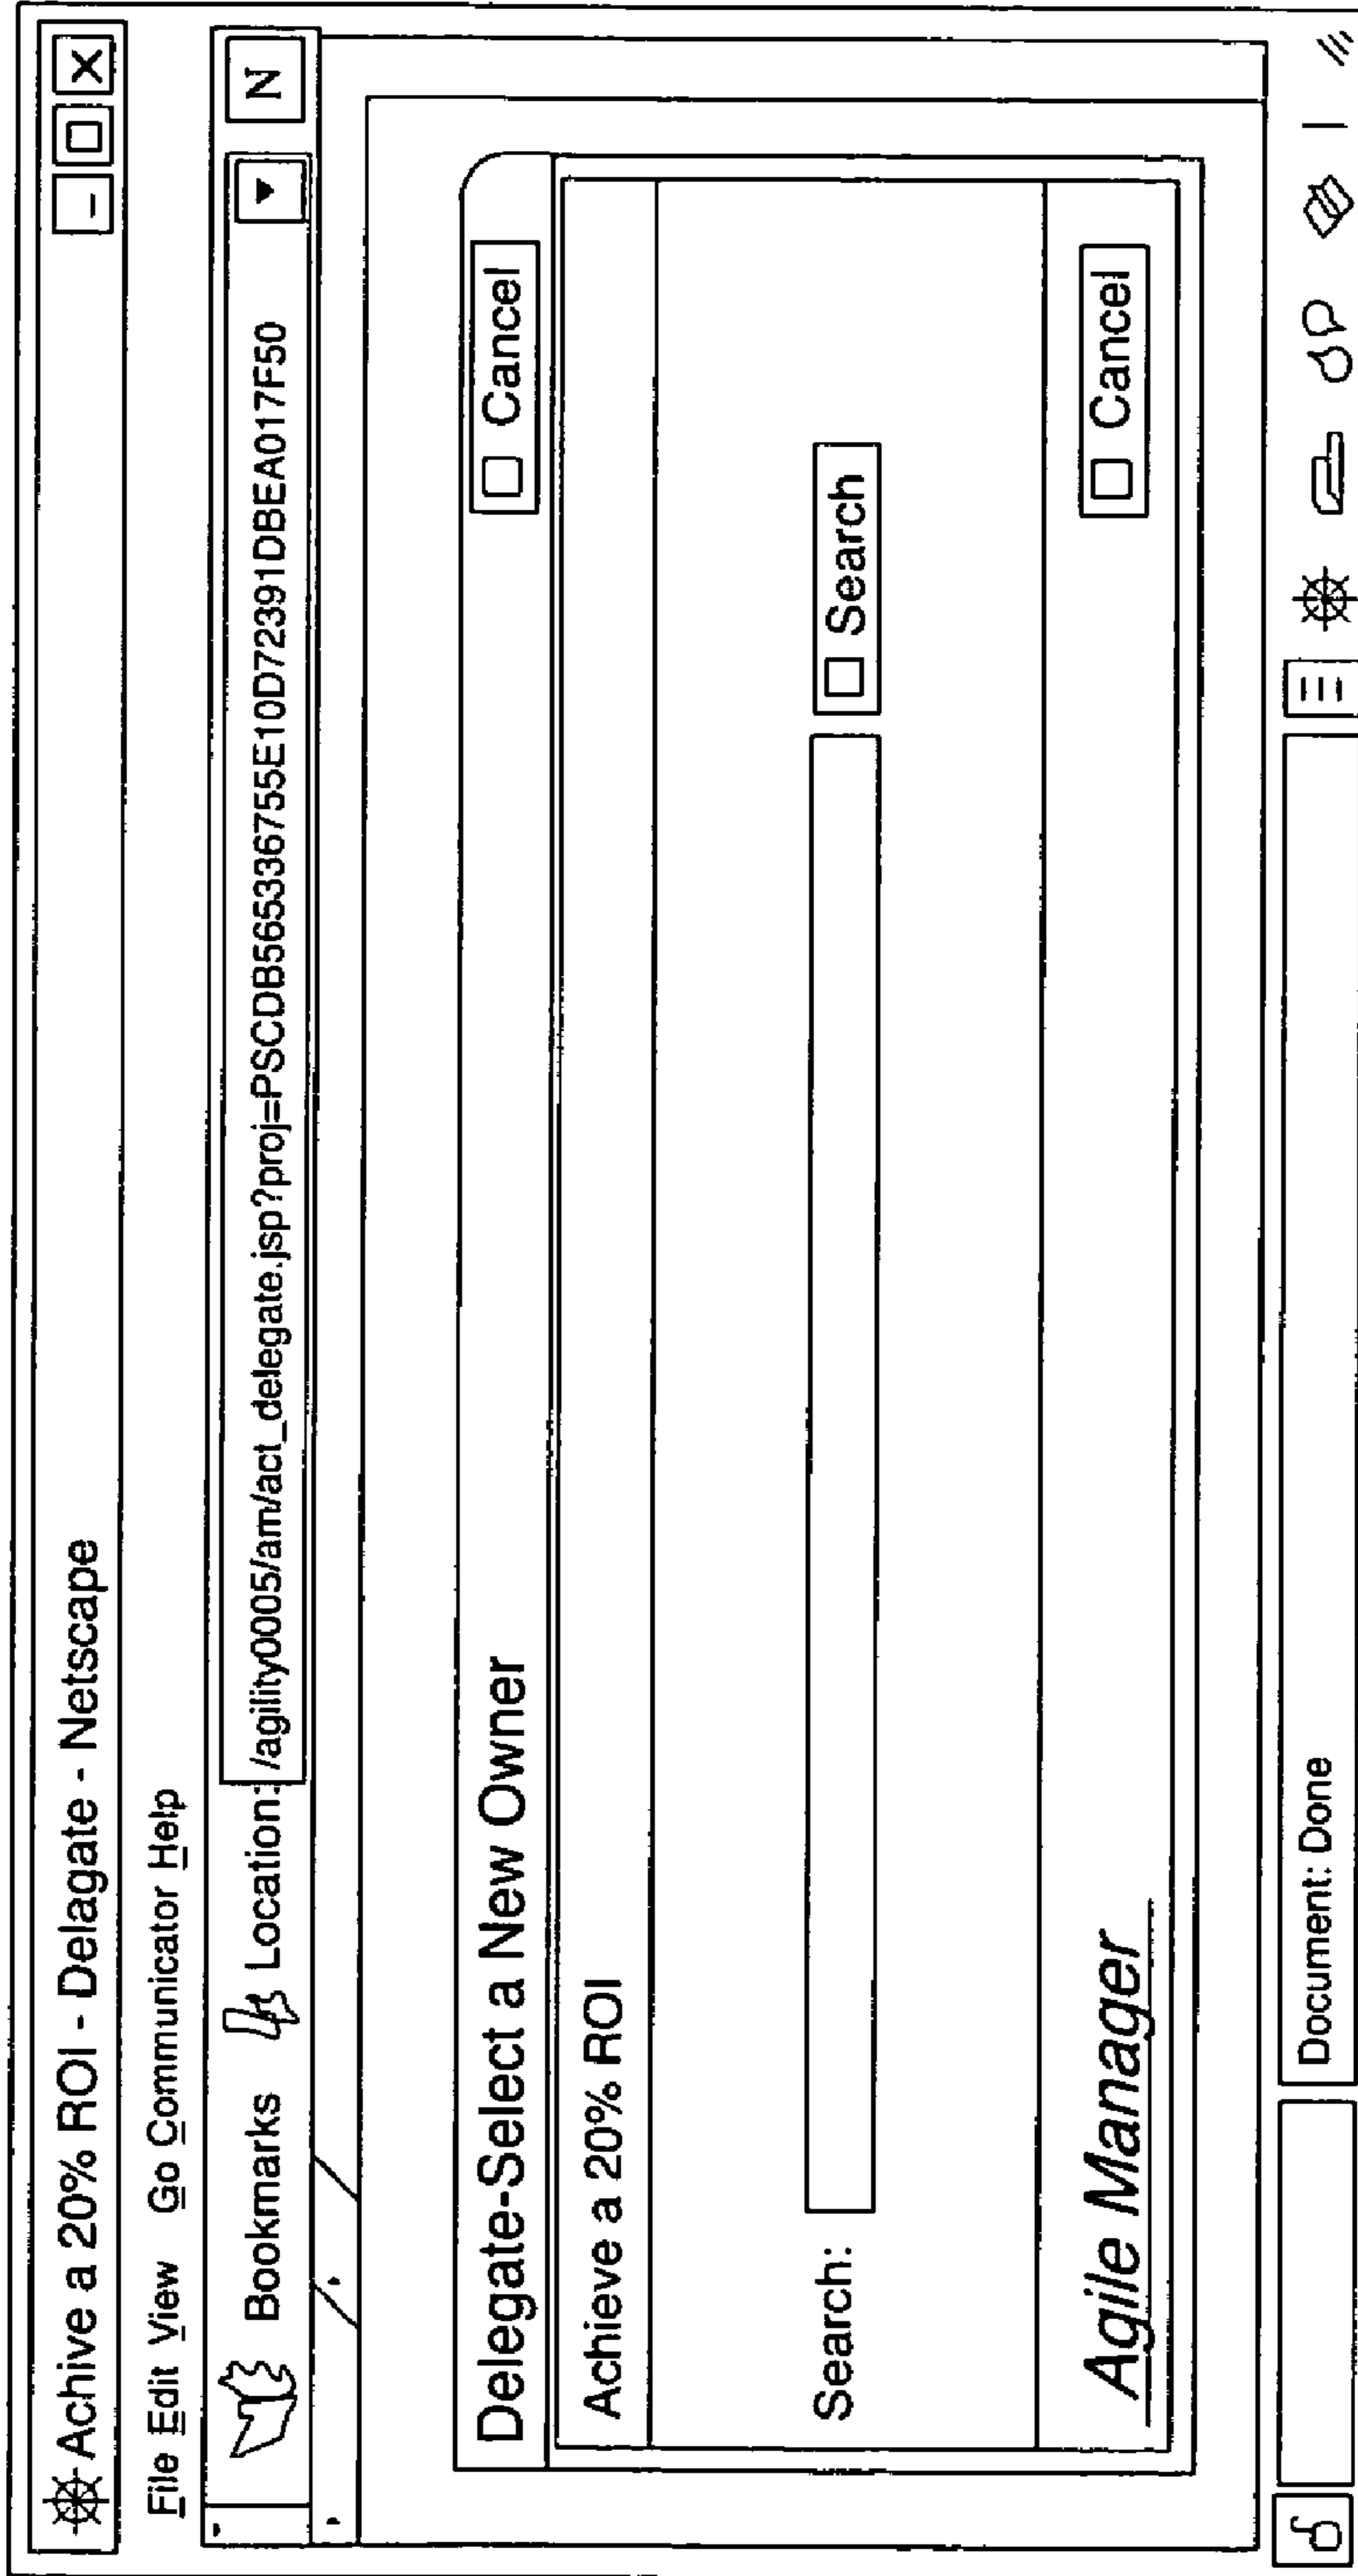 Achive a 20% ROI - Delagate - Netscape
File Edit View Go Communicator Help
Bookmarks Location: /agility0005/am/act_delegate.jsp?proj=PSCDB565336755E10D72391DBEA017F50 N
Delegate-Select a New Owner Cancel
Achieve a 20% ROI
Search: Search
Agile Manager Cancel
Document: Done